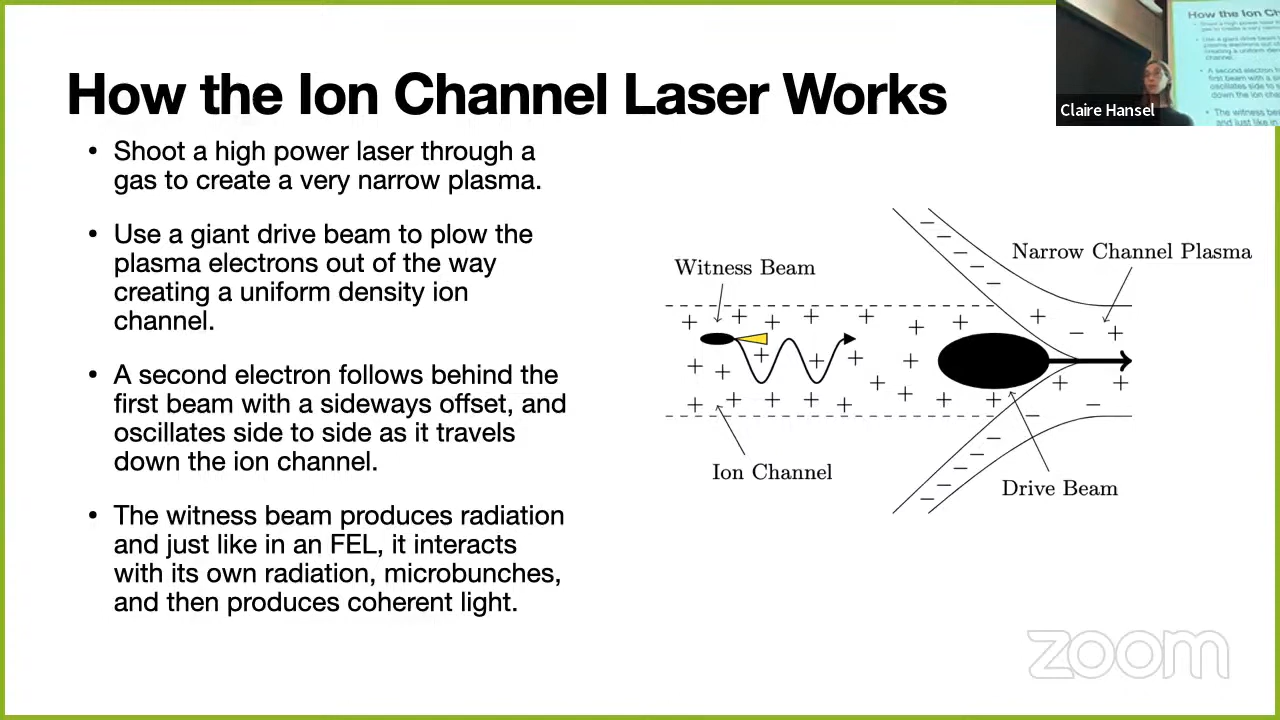 How the Ion Channel Laser Works
• Shoot a high power laser through a
gas to create a very narrow plasma.
• Use a giant drive beam to plow the
plasma electrons out of the way
creating a uniform density ion
channel.
• A second electron follows behind the
first beam with a sideways offset, and
oscillates side to side as it travels
down the ion channel.
• The witness beam produces radiation
and just like in an FEL, it interacts
with its own radiation, microbunches,
and then produces coherent light.
Witness Beam
Narrow Channel Plasma
Ion Channel
Drive Beam
How the Ion Ch
Claire Hansel
zoom